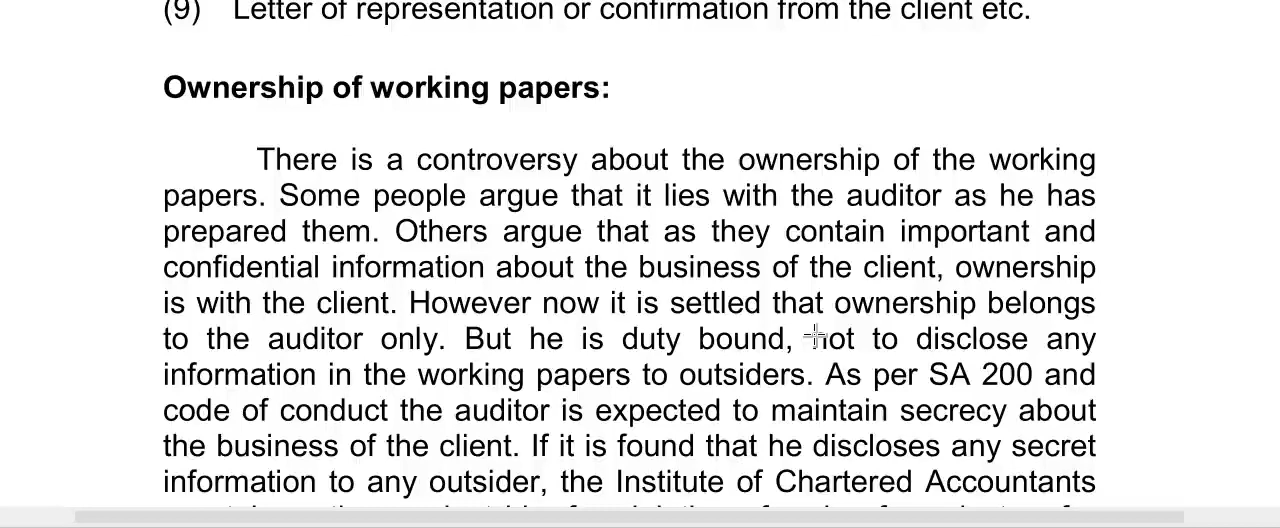 (9) Letter of representation or confirmation from the client etc.
Ownership of working papers:
There is a controversy about the ownership of the working
papers. Some people argue that it lies with the auditor as he has
prepared them. Others argue that as they contain important and
confidential information about the business of the client, ownership
is with the client. However now it is settled that ownership belongs
to the auditor only. But he is duty bound, not to disclose any
information in the working papers to outsiders. As per SA 200 and
code of conduct the auditor is expected to maintain secrecy about
the business of the client. If it is found that he discloses any secret
information to any outsider, the Institute of Chartered Accountants